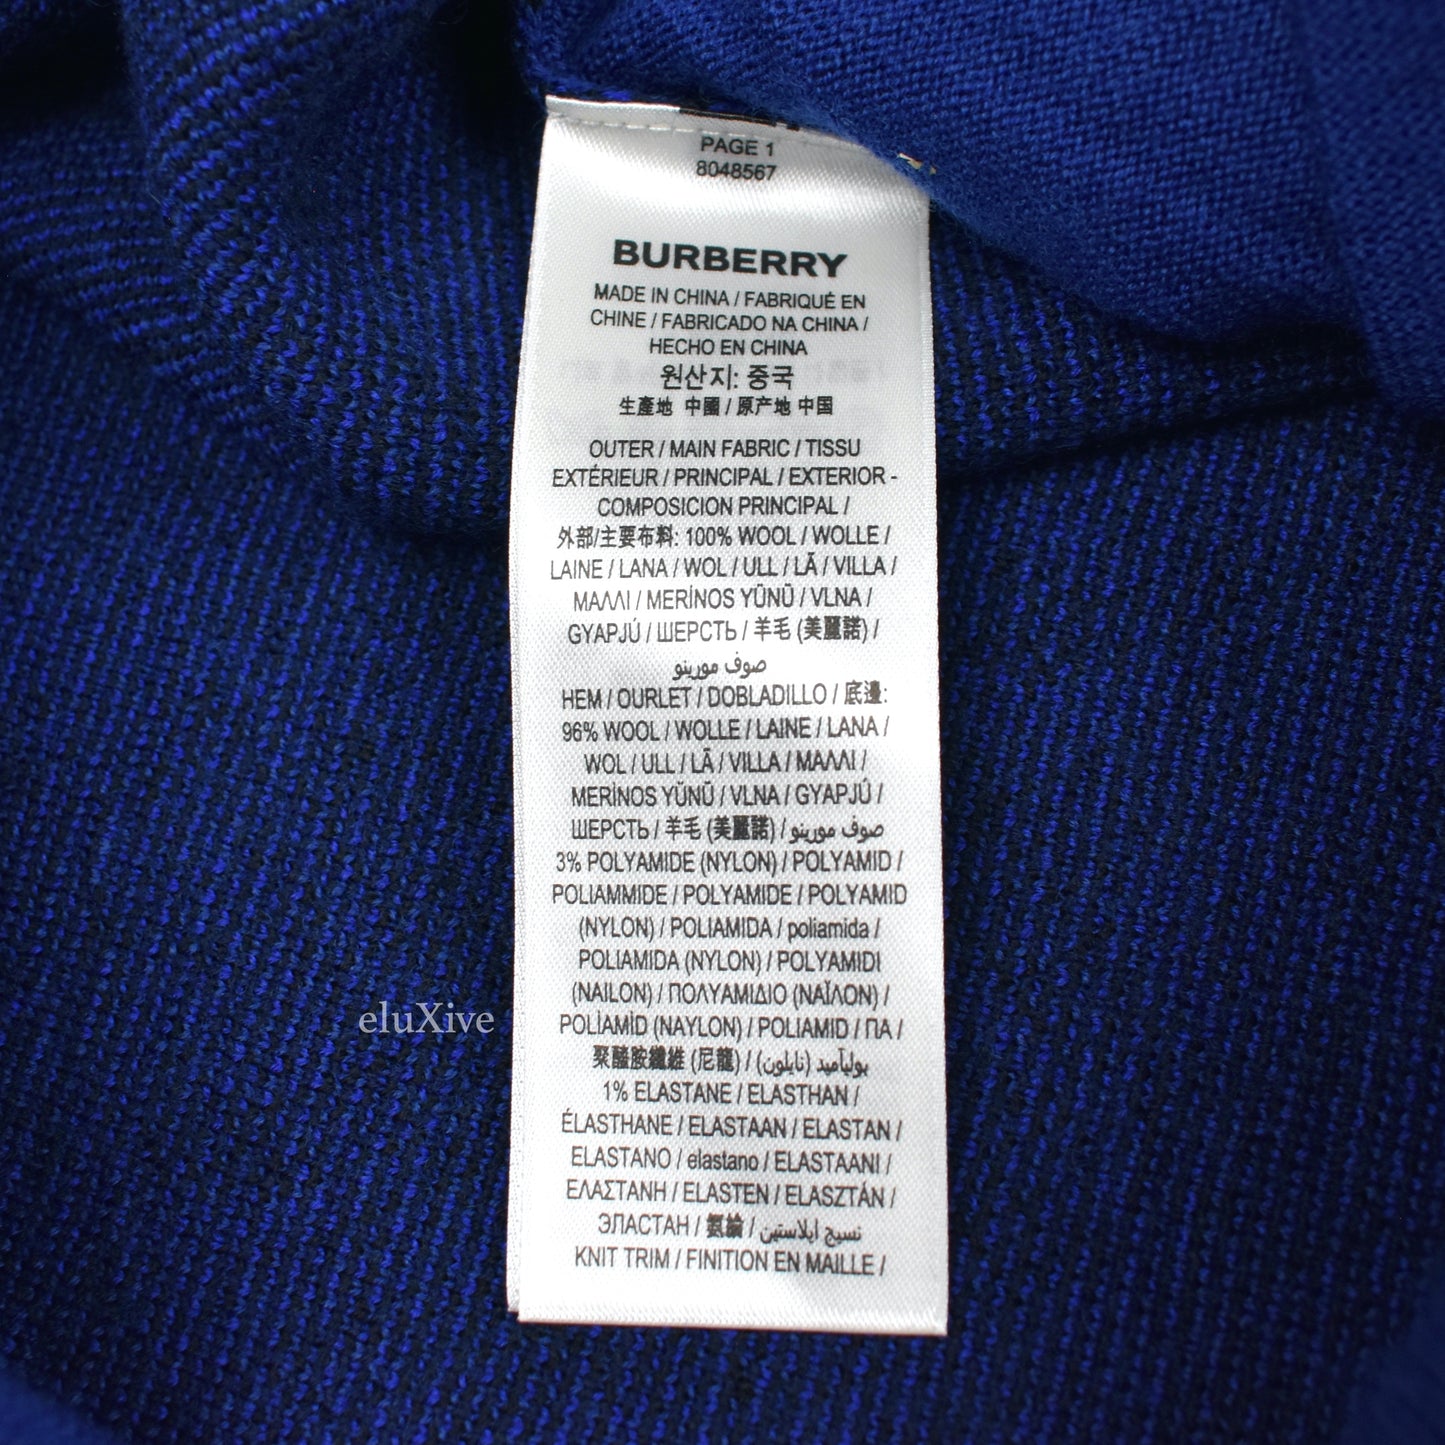 PAGE 1
8048567
BURBERRY
MADE IN CHINA / FABRIQUÉ EN
CHINE / FABRICADO NA CHINA /
HECHO EN CHINA
원산지: 중국
生產地 中國 / 原产地 中国
OUTER / MAIN FABRIC / TISSU
EXTÉRIEUR / PRINCIPAL / EXTERIOR -
COMPOSICION PRINCIPAL /
外部/主要布料: 100% WOOL / WOLLE /
LAINE / LANA / WOL / ULL / LÃ / VILLA /
ΜΑΛΛΙ / MERİNOS YÜNÜ / VLNA /
GYAPJÚ / ШЕРСТЬ / 羊毛 (美麗諾) /
صوف مورينو
HEM / OURLET / DOBLADILLO / 底邊:
96% WOOL / WOLLE / LAINE / LANA /
WOL / ULL / LÃ / VILLA / ΜΑΛΛΙ /
MERİNOS YÜNÜ / VLNA / GYAPJÚ /
ШЕРСТЬ / 羊毛 (美麗諾) / صوف مورينو
3% POLYAMIDE (NYLON) / POLYAMID /
POLIAMMIDE / POLYAMIDE / POLYAMID
(NYLON) / POLIAMIDA / poliamida /
POLIAMIDA (NYLON) / POLYAMIDI
(NAILON) / ΠΟΛΥΑΜΙΔΙΟ (ΝΑΪΛΟΝ) /
POLİAMİD (NAYLON) / POLIAMID / ПА /
聚醯胺纖維 (尼龍) / بوليآميد (نايلون)
1% ELASTANE / ELASTHAN /
ÉLASTHANE / ELASTAAN / ELASTAN /
ELASTANO / elastano / ELASTAANI /
ΕΛΑΣΤΑΝΗ / ELASTEN / ELASZTÁN /
ЭЛАСТАН / 氨綸 / نسيج ايلاستين
KNIT TRIM / FINITION EN MAILLE /
eluXive